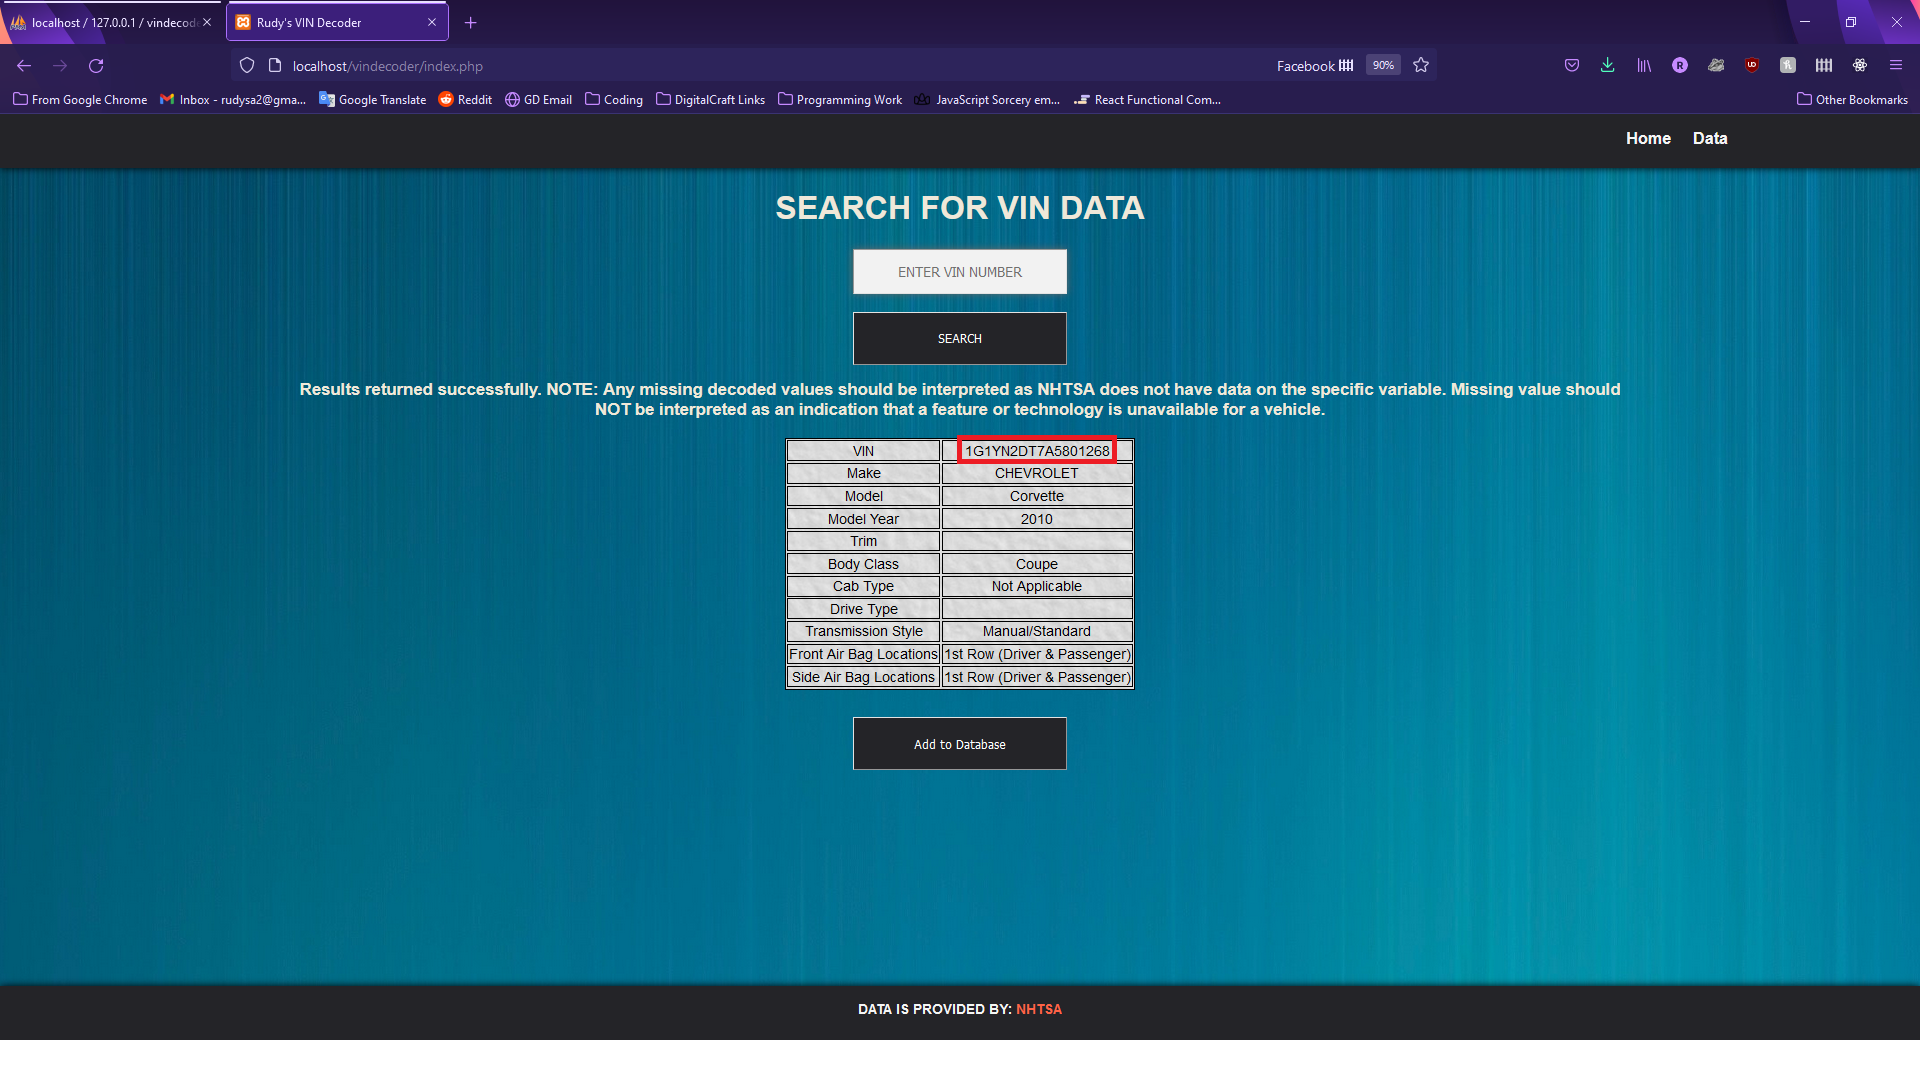 localhost / 127.0.0.1 / vindecod
Rudy's VIN Decoder
localhost/vindecoder/index.php
Facebook
90%
From Google Chrome
Inbox - rudysa2@gma...
Google Translate
Reddit
GD Email
Coding
DigitalCraft Links
Programming Work
JavaScript Sorcery em...
React Functional Com...
Other Bookmarks
Home
Data
SEARCH FOR VIN DATA
ENTER VIN NUMBER
SEARCH
Results returned successfully. NOTE: Any missing decoded values should be interpreted as NHTSA does not have data on the specific variable. Missing value should
NOT be interpreted as an indication that a feature or technology is unavailable for a vehicle.
VIN 1G1YN2DT7A5801268
Make CHEVROLET
Model Corvette
Model Year 2010
Trim
Body Class Coupe
Cab Type Not Applicable
Drive Type
Transmission Style Manual/Standard
Front Air Bag Locations 1st Row (Driver & Passenger)
Side Air Bag Locations 1st Row (Driver & Passenger)
Add to Database
DATA IS PROVIDED BY: NHTSA